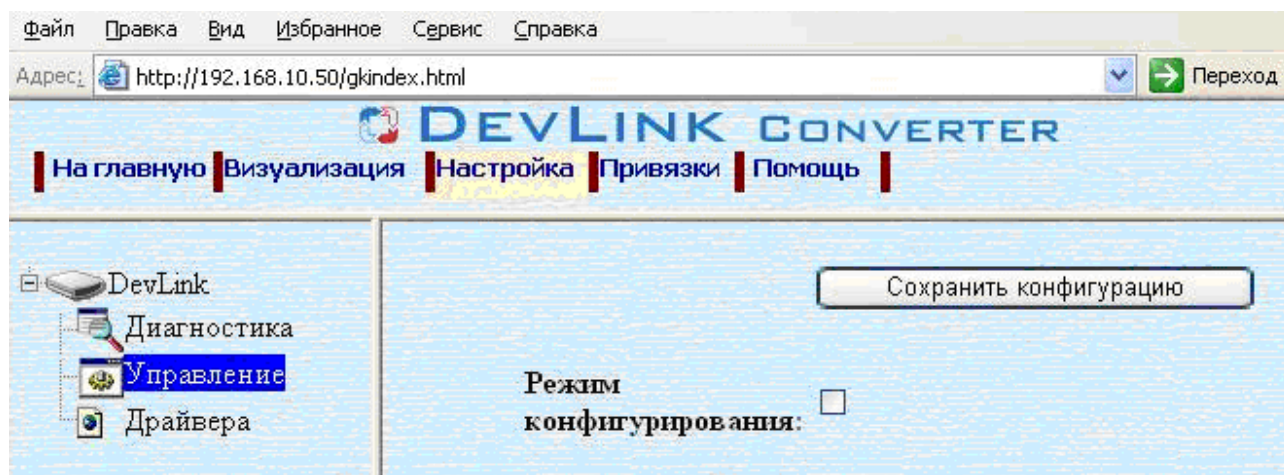 Файл Правка Вид Избранное Сервис Справка
Адрес: http://192.168.10.50/gkindex.html Переход
DEVLINK CONVERTER
На главную Визуализация Настройка Привязки Помощь
DevLink
Сохранить конфигурацию
Диагностика
Управление
Режим
конфигурирования:
Драйвера